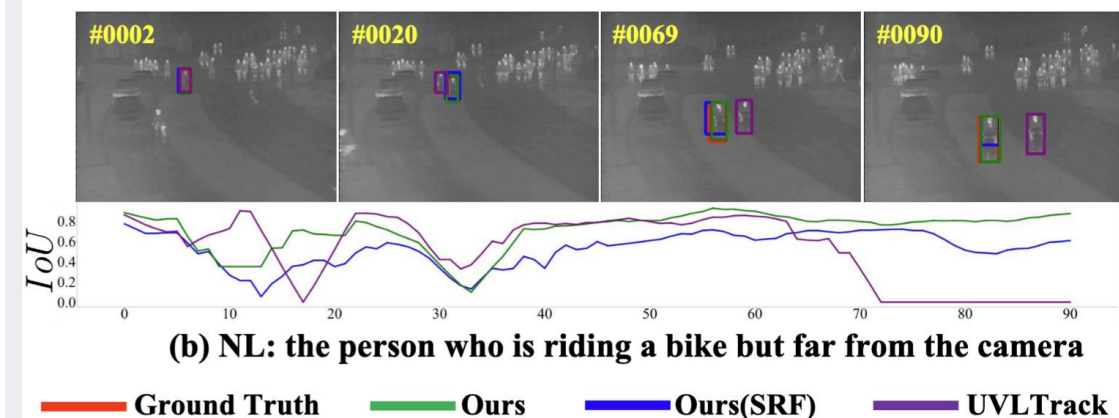 #0002 #0020 #0069 #0090
IoU
0.8
0.6
0.4
0.2
0.0
0 10 20 30 40 50 60 70 80 90
(b) NL: the person who is riding a bike but far from the camera
Ground Truth Ours Ours(SRF) UVLTrack